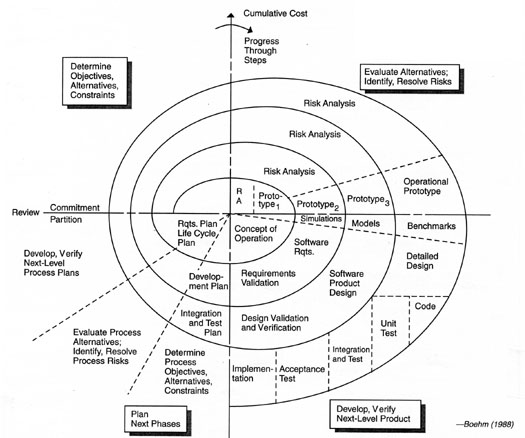 Cumulative Cost
Progress
Through
Steps
Determine
Objectives,
Alternatives,
Constraints
Evaluate Alternatives;
Identify, Resolve Risks
Risk Analysis
Risk Analysis
Risk Analysis
R
A
Proto-
type1
Prototype2
Prototype3
Operational
Prototype
Review
Commitment
Partition
Simulations
Models
Benchmarks
Rqts. Plan
Life Cycle
Plan
Concept of
Operation
Software
Rqts.
Develop, Verify
Next-Level
Process Plans
Develop-
ment Plan
Requirements
Validation
Software
Product
Design
Detailed
Design
Evaluate Process
Alternatives;
Identify, Resolve
Process Risks
Integration
and Test
Plan
Design Validation
and Verification
Code
Unit
Test
Determine
Process
Objectives,
Alternatives,
Constraints
Implemen-
tation
Acceptance
Test
Integration
and Test
Plan
Next Phases
Develop, Verify
Next-Level Product
—Boehm (1988)